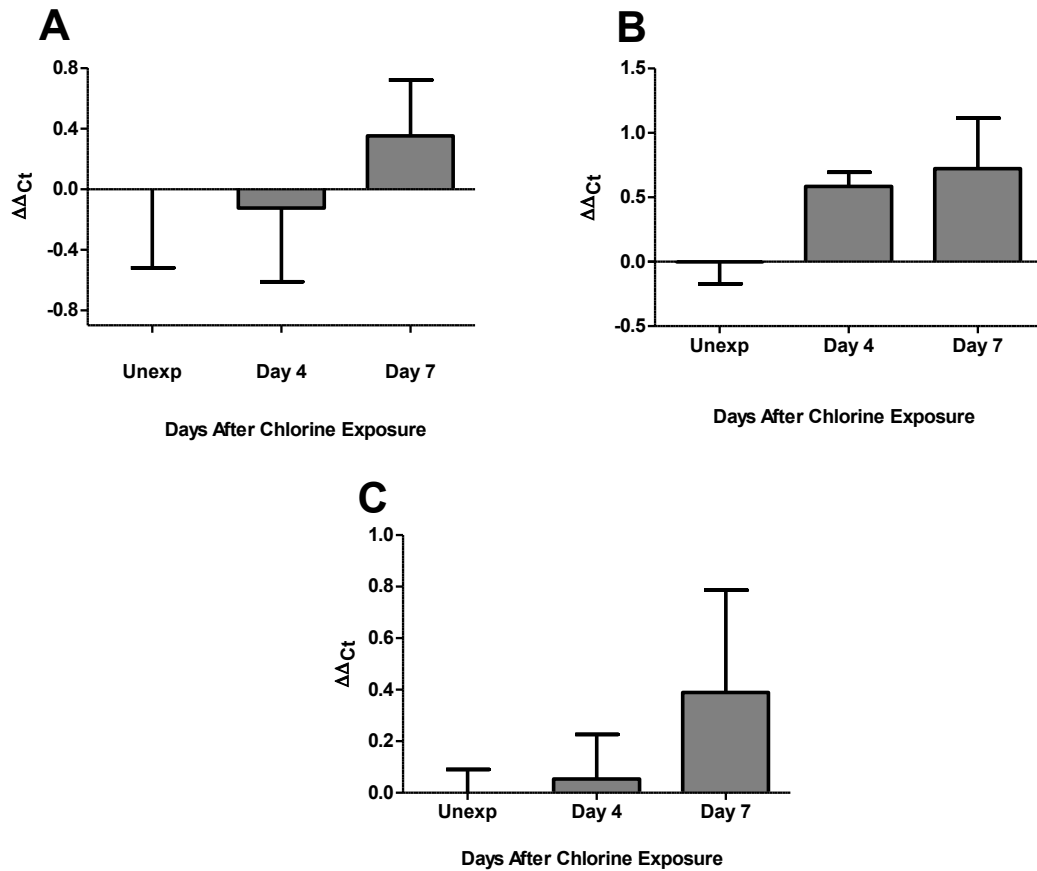 A
0.8
0.4
0.0
-0.4
-0.8
ΔΔCt
Unexp Day 4 Day 7
Days After Chlorine Exposure
B
1.5
1.0
0.5
0.0
-0.5
ΔΔCt
Unexp Day 4 Day 7
Days After Chlorine Exposure
C
1.0
0.8
0.6
0.4
0.2
0.0
ΔΔCt
Unexp Day 4 Day 7
Days After Chlorine Exposure